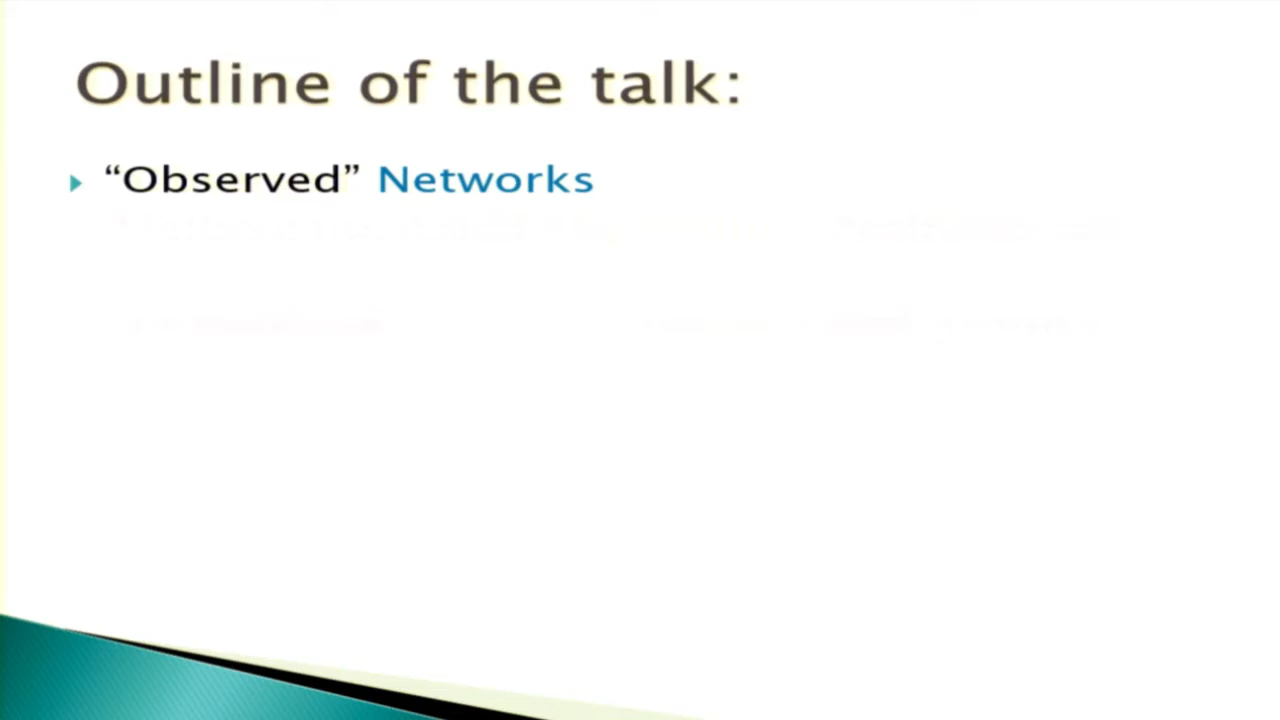 Outline of the talk:
“Observed” Networks